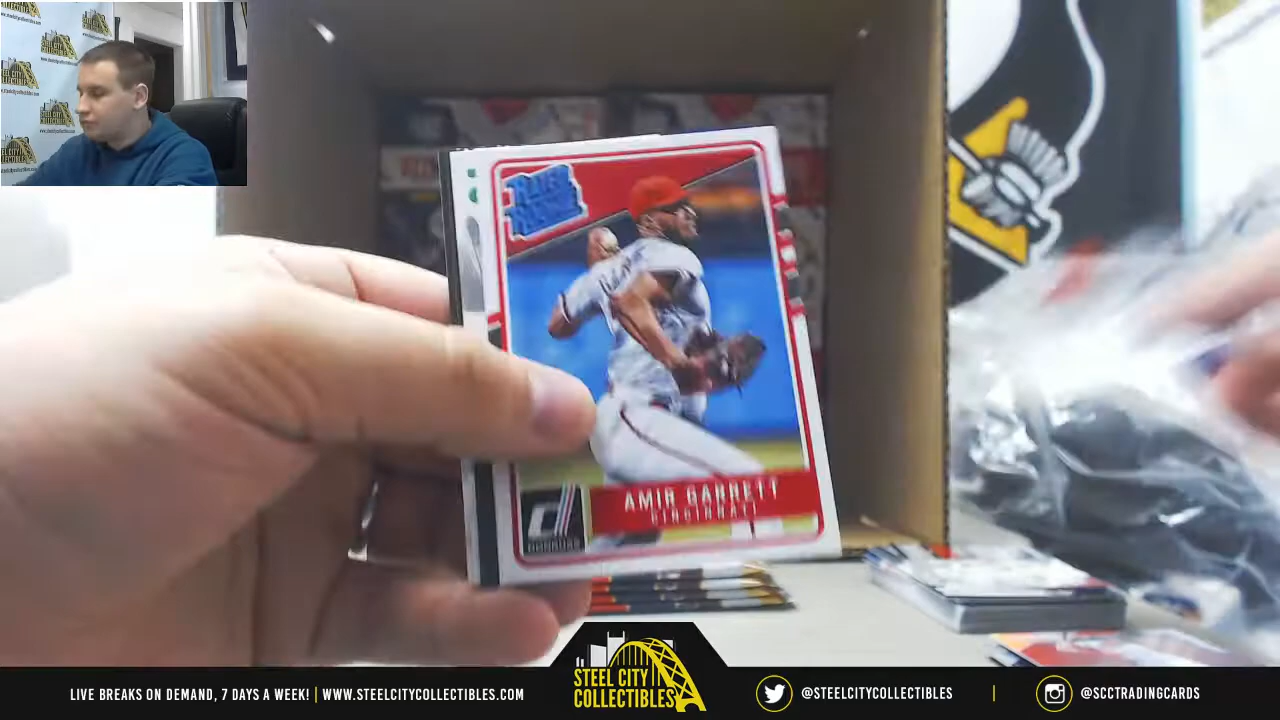 RATED
ROOKIE
AMIR GARRETT
CINCINNATI
DONRUSS
LIVE BREAKS ON DEMAND, 7 DAYS A WEEK! | WWW.STEELCITYCOLLECTIBLES.COM
STEEL CITY
COLLECTIBLES
@STEELCITYCOLLECTIBLES
@SCCTRADINGCARDS